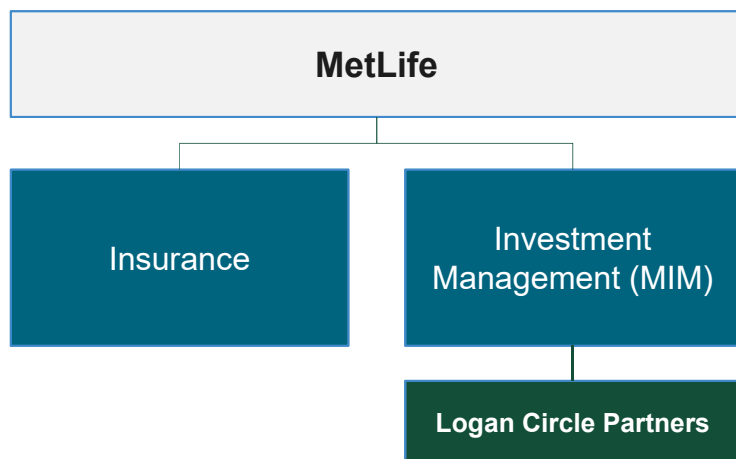 MetLife
Insurance
Investment
Management (MIM)
Logan Circle Partners